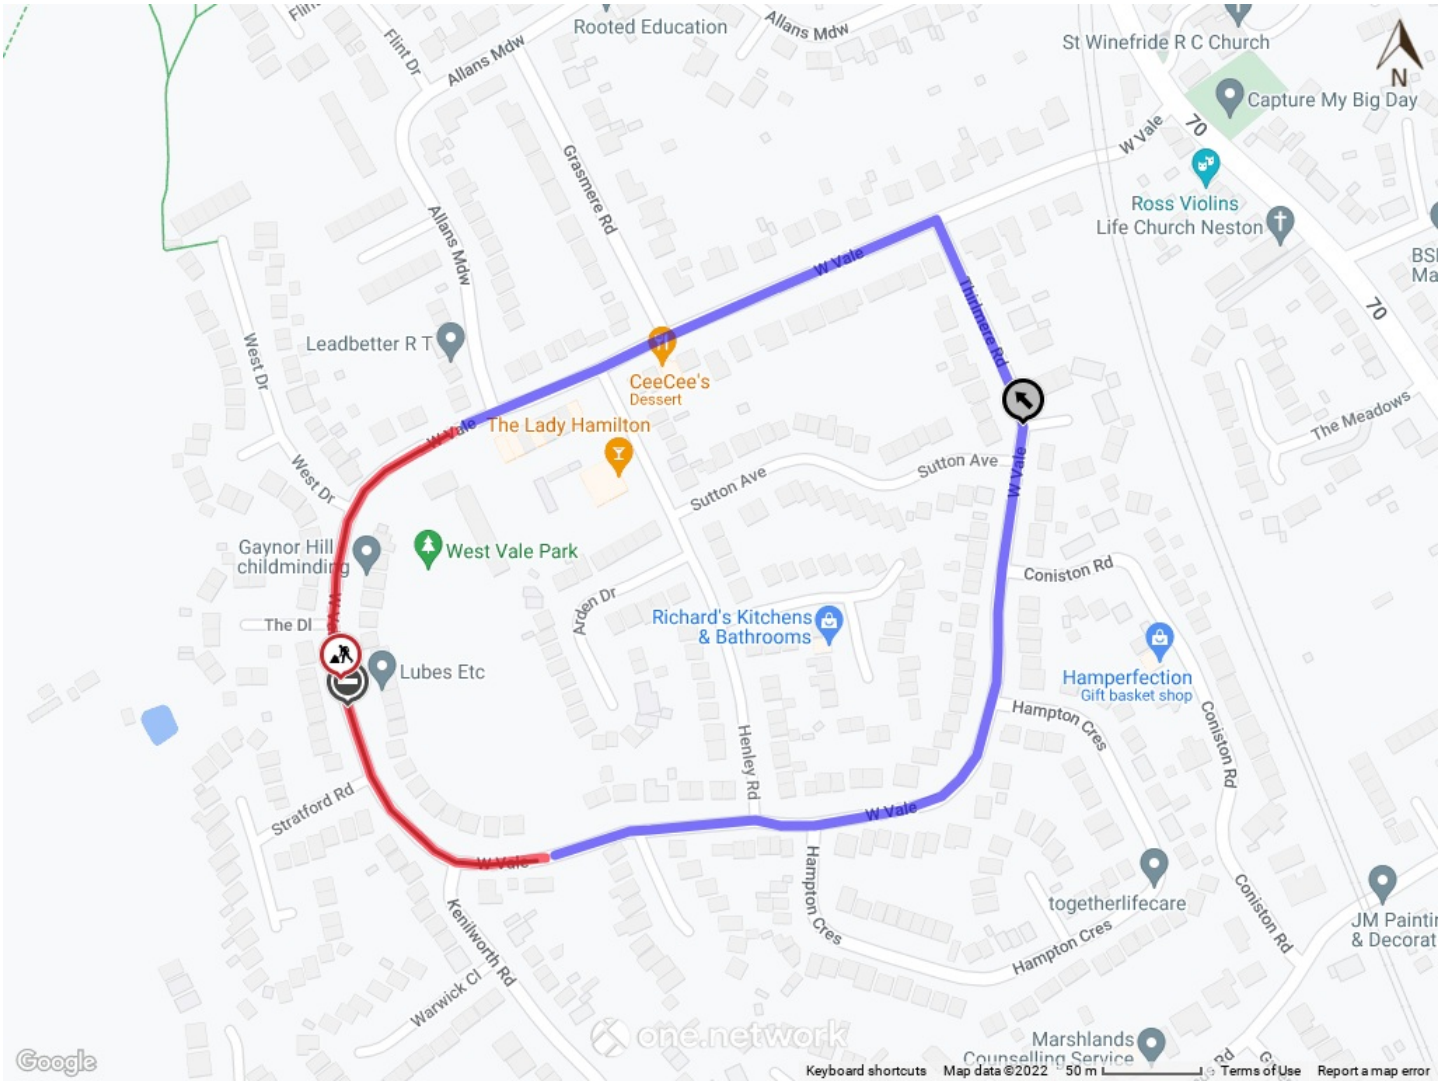 Rooted Education
Allans Mdw
St Winefride R C Church
N
Flint Dr
Allans Mdw
Capture My Big Day
70
W Vale
Grasmere Rd
Ross Violins
Life Church Neston
Allans Mdw
W Vale
Thirlmere Rd
70
West Dr
Leadbetter R T
CeeCee's
Dessert
The Lady Hamilton
W Vale
The Meadows
West Dr
Sutton Ave
Sutton Ave
W Vale
Gaynor Hill
childminding
West Vale Park
Coniston Rd
Arden Dr
The Dl
Richard's Kitchens
& Bathrooms
Lubes Etc
Hamperfection
Gift basket shop
Hampton Cres
Coniston Rd
Henley Rd
Stratford Rd
W Vale
W Vale
Hampton Cres
togetherlifecare
Coniston Rd
Kenilworth Rd
Hampton Cres
JM Paintin
& Decorat
Warwick Cl
one.network
Marshlands
Counselling Service
Google
Keyboard shortcuts
Map data ©2022
50 m
Terms of Use
Report a map error